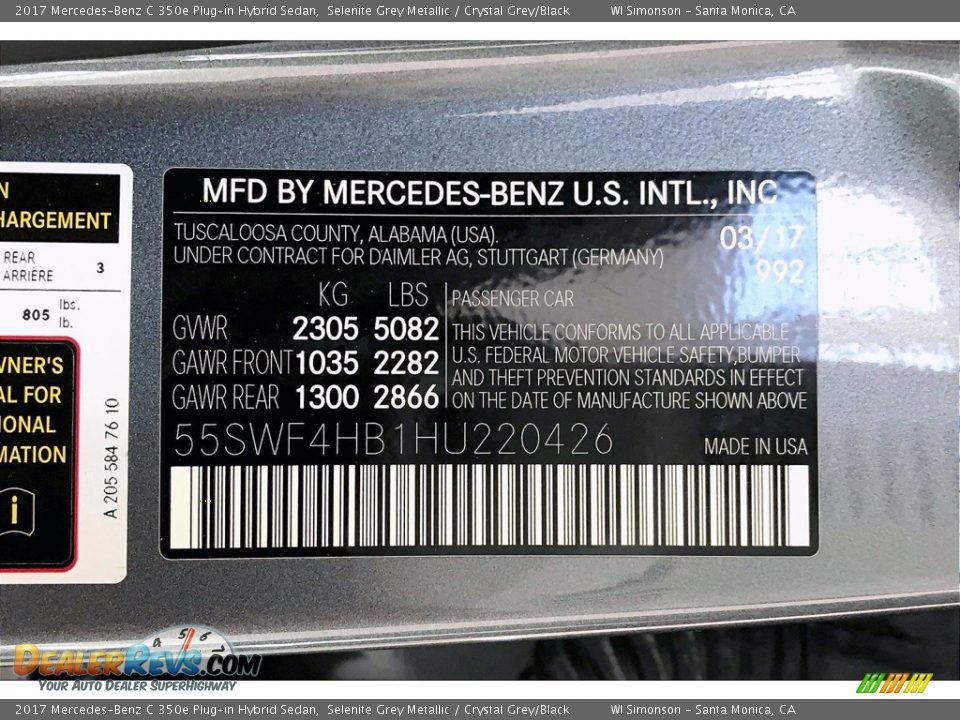 2017 Mercedes-Benz C 350e Plug-in Hybrid Sedan, Selenite Grey Metallic / Crystal Grey/Black WI Simonson - Santa Monica, CA
N
HARGEMENT
REAR
ARRIÈRE 3
805 lbs.
lb.
WNER'S
AL FOR
IONAL
MATION
i
A 205 584 76 10
MFD BY MERCEDES-BENZ U.S. INTL., INC
TUSCALOOSA COUNTY, ALABAMA (USA). 03/17
UNDER CONTRACT FOR DAIMLER AG, STUTTGART (GERMANY) 992
KG LBS PASSENGER CAR
GVWR 2305 5082
GAWR FRONT 1035 2282
GAWR REAR 1300 2866
THIS VEHICLE CONFORMS TO ALL APPLICABLE
U.S. FEDERAL MOTOR VEHICLE SAFETY,BUMPER
AND THEFT PREVENTION STANDARDS IN EFFECT
ON THE DATE OF MANUFACTURE SHOWN ABOVE
55SWF4HB1HU220426 MADE IN USA
4 5 6 7
DEALERREVS.COM
YOUR AUTO DEALER SUPERHIGHWAY
2017 Mercedes-Benz C 350e Plug-in Hybrid Sedan, Selenite Grey Metallic / Crystal Grey/Black WI Simonson - Santa Monica, CA